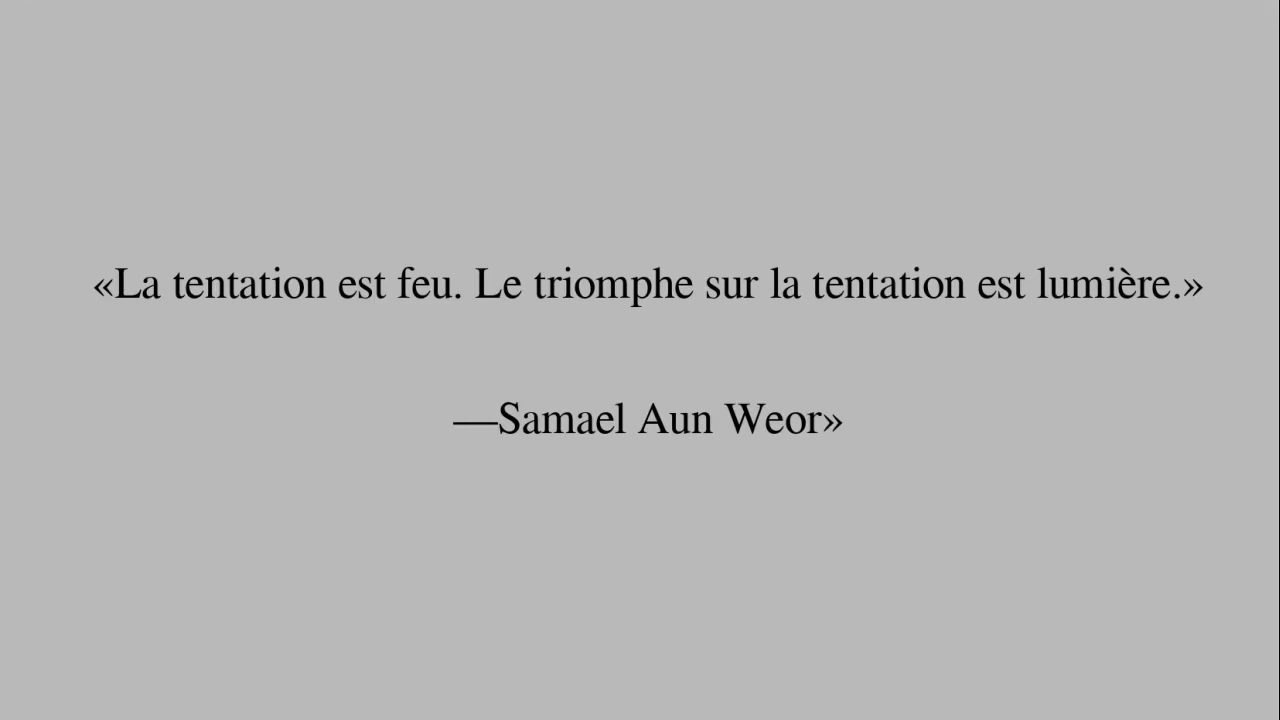 «La tentation est feu. Le triomphe sur la tentation est lumière.»
—Samael Aun Weor»